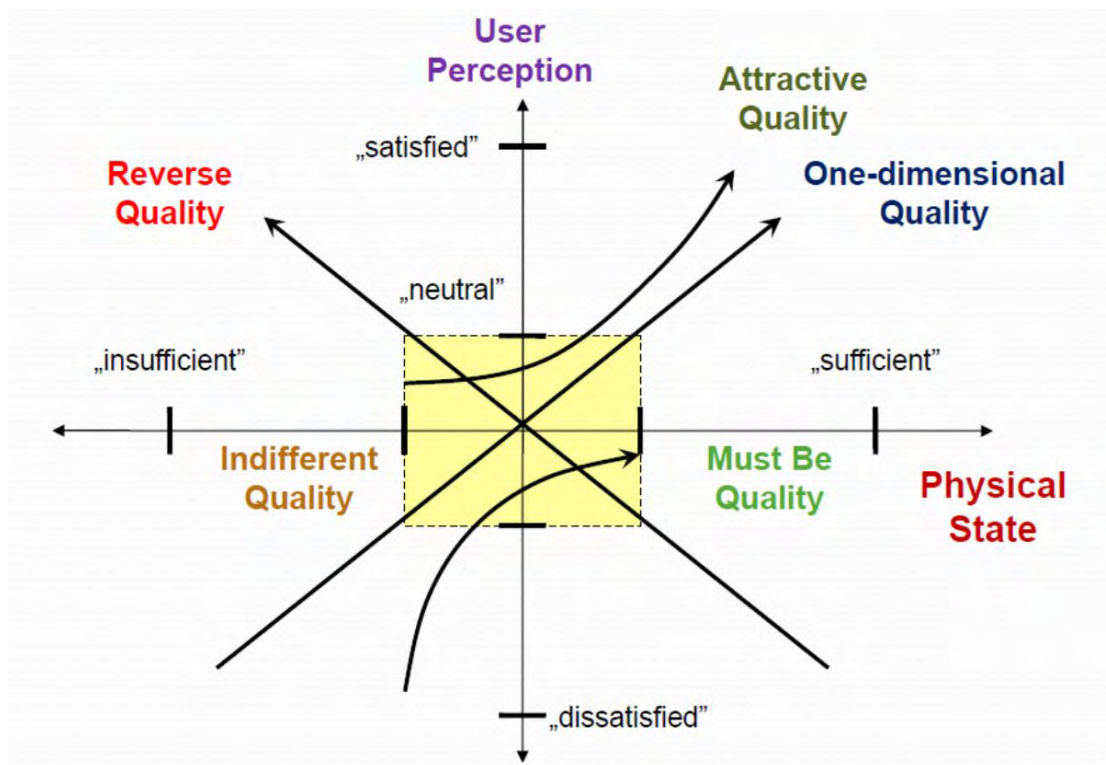 User
Perception
Attractive
Quality
„satisfied”
Reverse
Quality
One-dimensional
Quality
„neutral”
„insufficient”
„sufficient”
Indifferent
Quality
Must Be
Quality
Physical
State
„dissatisfied”